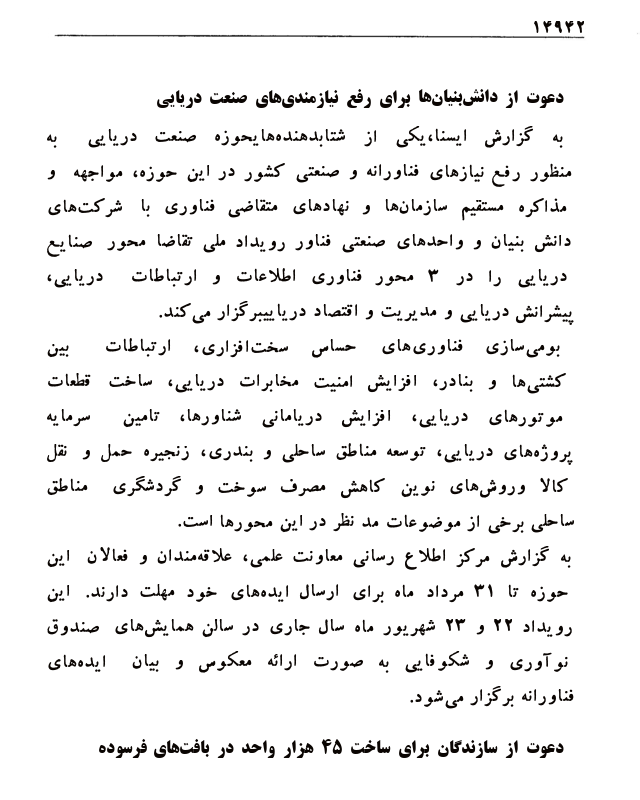 ۱۴۹۴۲
دعوت از دانش‌بنیان‌ها برای رفع نیازمندی‌های صنعت دریایی
به گزارش ایسنا،یکی از شتابدهنده‌هایحوزه صنعت دریایی به
منظور رفع نیازهای فناورانه و صنعتی کشور در این حوزه، مواجهه و
مذاکره مستقیم سازمان‌ها و نهادهای متقاضی فناوری با شرکت‌های
دانش بنیان و واحدهای صنعتی فناور رویداد ملی تقاضا محور صنایع
دریایی را در ۳ محور فناوری اطلاعات و ارتباطات دریایی،
پیشرانش دریایی و مدیریت و اقتصاد دریاییبرگزار می‌کند.
بومی‌سازی فناوری‌های حساس سخت‌افزاری، ارتباطات بین
کشتی‌ها و بنادر، افزایش امنیت مخابرات دریایی، ساخت قطعات
موتورهای دریایی، افزایش دریامانی شناورها، تامین سرمایه
پروژه‌های دریایی، توسعه مناطق ساحلی و بندری، زنجیره حمل و نقل
کالا وروش‌های نوین کاهش مصرف سوخت و گردشگری مناطق
ساحلی برخی از موضوعات مد نظر در این محورها است.
به گزارش مرکز اطلاع رسانی معاونت علمی، علاقه‌مندان و فعالان این
حوزه تا ۳۱ مرداد ماه برای ارسال ایده‌های خود مهلت دارند. این
رویداد ۲۲ و ۲۳ شهریور ماه سال جاری در سالن همایش‌های صندوق
نوآوری و شکوفایی به صورت ارائه معکوس و بیان ایده‌های
فناورانه برگزار می‌شود.
دعوت از سازندگان برای ساخت ۴۵ هزار واحد در بافت‌های فرسوده